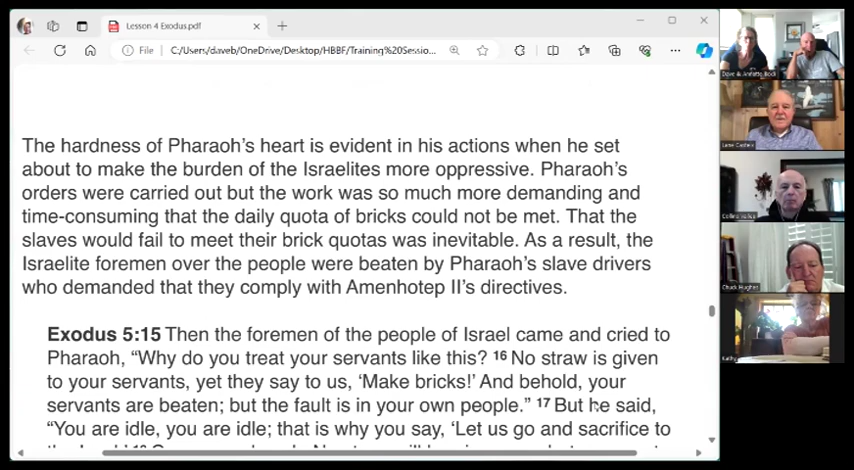 Lesson 4 Exodus.pdf
File
C:/Users/daveb/OneDrive/Desktop/HBBF/Training%20Sessio...
The hardness of Pharaoh's heart is evident in his actions when he set
about to make the burden of the Israelites more oppressive. Pharaoh's
orders were carried out but the work was so much more demanding and
time-consuming that the daily quota of bricks could not be met. That the
slaves would fail to meet their brick quotas was inevitable. As a result, the
Israelite foremen over the people were beaten by Pharaoh's slave drivers
who demanded that they comply with Amenhotep II's directives.
Exodus 5:15 Then the foremen of the people of Israel came and cried to
Pharaoh, “Why do you treat your servants like this? 16 No straw is given
to your servants, yet they say to us, ‘Make bricks!’ And behold, your
servants are beaten; but the fault is in your own people.” 17 But he said,
“You are idle, you are idle; that is why you say, ‘Let us go and sacrifice to
Dave & Annette
Chuck Hughes
Kathy